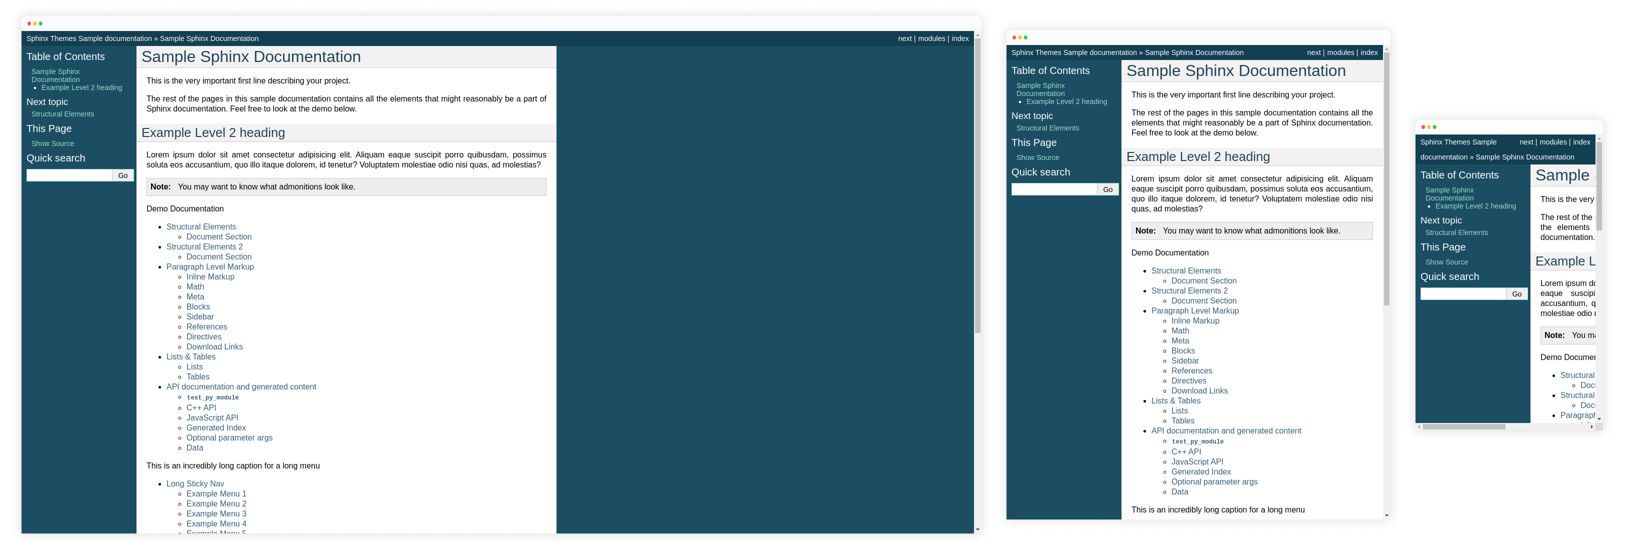 Sphinx Themes Sample documentation » Sample Sphinx Documentation
next | modules | index
Table of Contents
Sample Sphinx
Documentation
Example Level 2 heading
Next topic
Structural Elements
This Page
Show Source
Quick search
Go
Sample Sphinx Documentation
This is the very important first line describing your project.
The rest of the pages in this sample documentation contains all the elements that might reasonably be a part of
Sphinx documentation. Feel free to look at the demo below.
Example Level 2 heading
Lorem ipsum dolor sit amet consectetur adipisicing elit. Aliquam eaque suscipit porro quibusdam, possimus
soluta eos accusantium, quo illo itaque dolorem, id tenetur? Voluptatem molestiae odio nisi quas, ad molestias?
Note: You may want to know what admonitions look like.
Demo Documentation
Structural Elements
Document Section
Structural Elements 2
Document Section
Paragraph Level Markup
Inline Markup
Math
Meta
Blocks
Sidebar
References
Directives
Download Links
Lists & Tables
Lists
Tables
API documentation and generated content
test_py_module
C++ API
JavaScript API
Generated Index
Optional parameter args
Data
This is an incredibly long caption for a long menu
Long Sticky Nav
Example Menu 1
Example Menu 2
Example Menu 3
Example Menu 4
Sphinx Themes Sample documentation » Sample Sphinx Documentation
next | modules | index
Table of Contents
Sample Sphinx
Documentation
Example Level 2 heading
Next topic
Structural Elements
This Page
Show Source
Quick search
Go
Sample Sphinx Documentation
This is the very important first line describing your project.
The rest of the pages in this sample documentation contains all the
elements that might reasonably be a part of Sphinx documentation.
Feel free to look at the demo below.
Example Level 2 heading
Lorem ipsum dolor sit amet consectetur adipisicing elit. Aliquam
eaque suscipit porro quibusdam, possimus soluta eos accusantium,
quo illo itaque dolorem, id tenetur? Voluptatem molestiae odio nisi
quas, ad molestias?
Note: You may want to know what admonitions look like.
Demo Documentation
Structural Elements
Document Section
Structural Elements 2
Document Section
Paragraph Level Markup
Inline Markup
Math
Meta
Blocks
Sidebar
References
Directives
Download Links
Lists & Tables
Lists
Tables
API documentation and generated content
test_py_module
C++ API
JavaScript API
Generated Index
Optional parameter args
Data
This is an incredibly long caption for a long menu
Sphinx Themes Sample
next | modules | index
documentation » Sample Sphinx Documentation
Table of Contents
Sample Sphinx
Documentation
Example Level 2 heading
Next topic
Structural Elements
This Page
Show Source
Quick search
Go
Sample
This is the very
The rest of the
the elements
documentation.
Example L
Lorem ipsum do
eaque suscipi
accusantium, q
molestiae odio
Note: You ma
Demo Documen
Structural
Doc
Structural
Doc
Paragraph